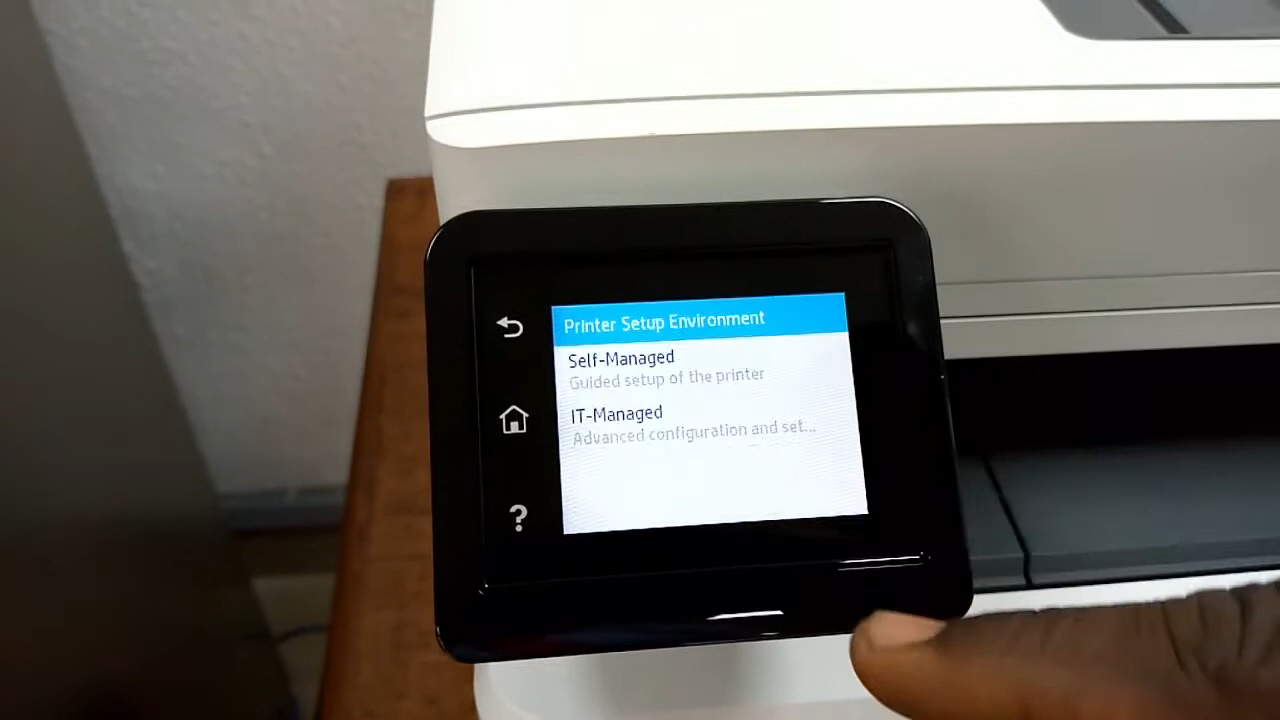 Printer Setup Environment
Self-Managed
Guided setup of the printer
IT-Managed
Advanced configuration and set...
?